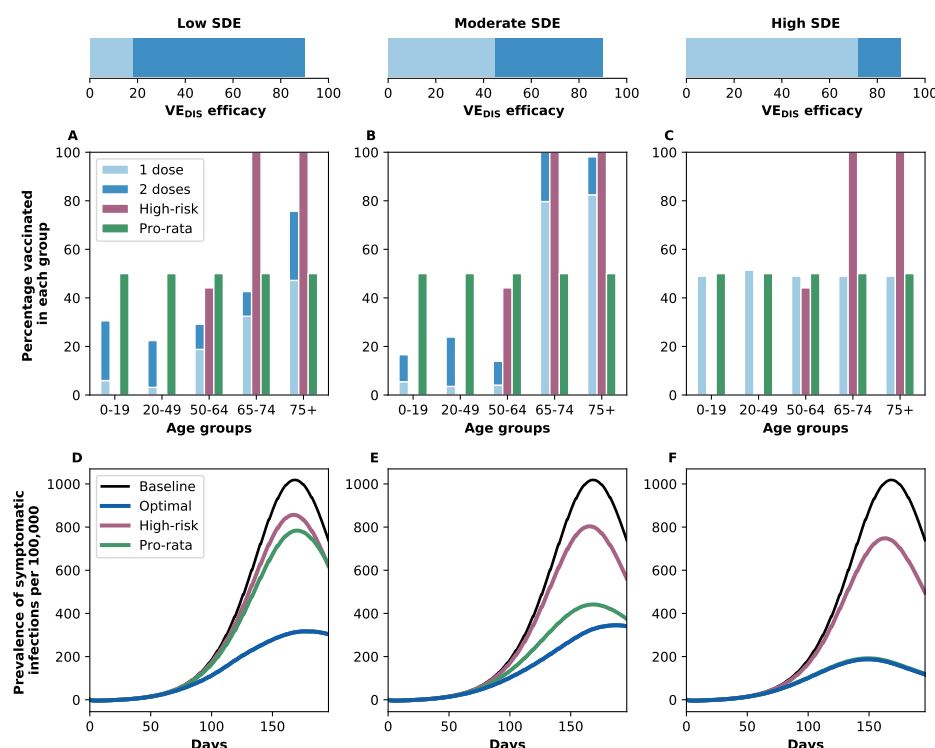 Low SDE Moderate SDE High SDE
0 20 40 60 80 100 0 20 40 60 80 100 0 20 40 60 80 100
VEDIS efficacy VEDIS efficacy VEDIS efficacy
A B C
Percentage vaccinated
in each group
100 80 60 40 20 0
1 dose
2 doses
High-risk
Pro-rata
100 80 60 40 20 0
100 80 60 40 20 0
0-19 20-49 50-64 65-74 75+ 0-19 20-49 50-64 65-74 75+ 0-19 20-49 50-64 65-74 75+
Age groups Age groups Age groups
D E F
Prevalence of symptomatic
infections per 100,000
1000 800 600 400 200 0
Baseline
Optimal
High-risk
Pro-rata
1000 800 600 400 200 0
1000 800 600 400 200 0
0 50 100 150 0 50 100 150 0 50 100 150
Days Days Days